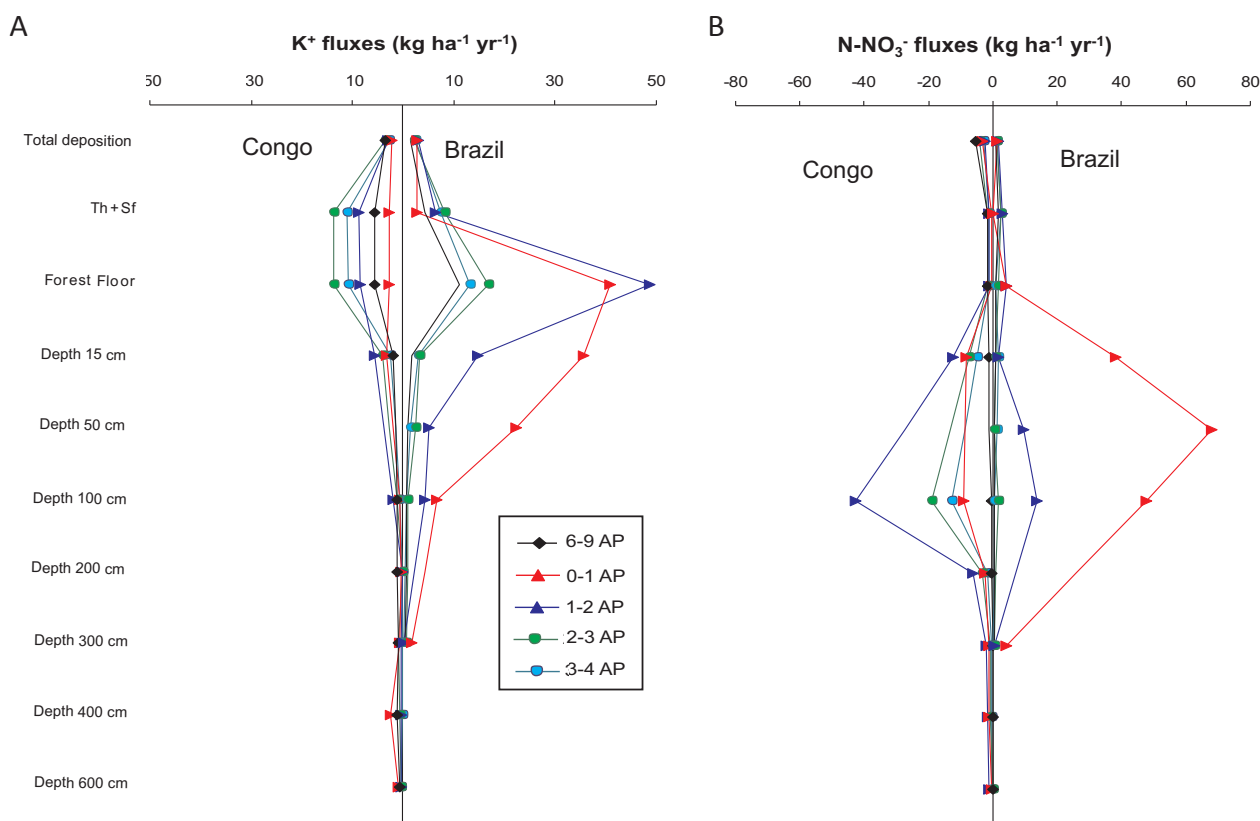 A
K+ fluxes (kg ha-1 yr-1)
50 30 10 10 30 50
Total deposition
Th+Sf
Forest Floor
Depth 15 cm
Depth 50 cm
Depth 100 cm
Depth 200 cm
Depth 300 cm
Depth 400 cm
Depth 600 cm
Congo
Brazil
6-9 AP
0-1 AP
1-2 AP
2-3 AP
3-4 AP
B
N-NO3- fluxes (kg ha-1 yr-1)
-80 -60 -40 -20 0 20 40 60 80
Congo
Brazil